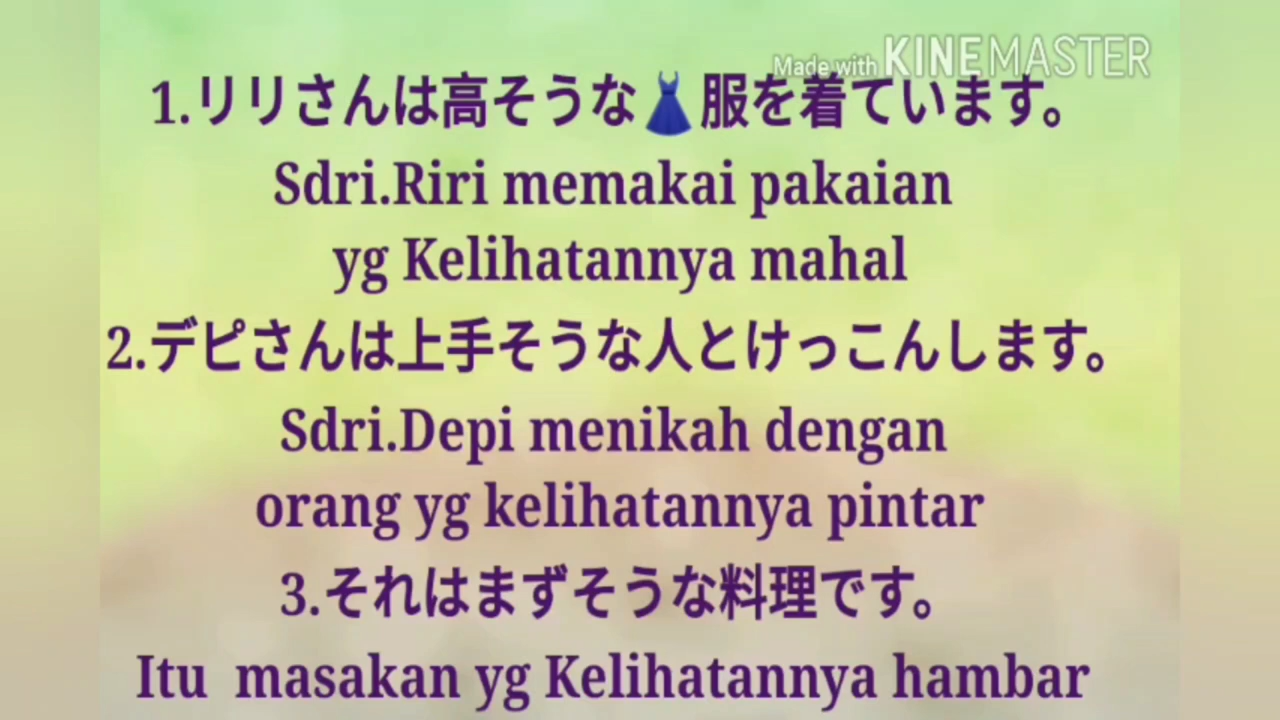 Made with KINEMASTER
1.リリさんは高そうな👗服を着ています。
Sdri.Riri memakai pakaian
yg Kelihatannya mahal
2.デピさんは上手そうな人とけっこんします。
Sdri.Depi menikah dengan
orang yg kelihatannya pintar
3.それはまずそうな料理です。
Itu masakan yg Kelihatannya hambar